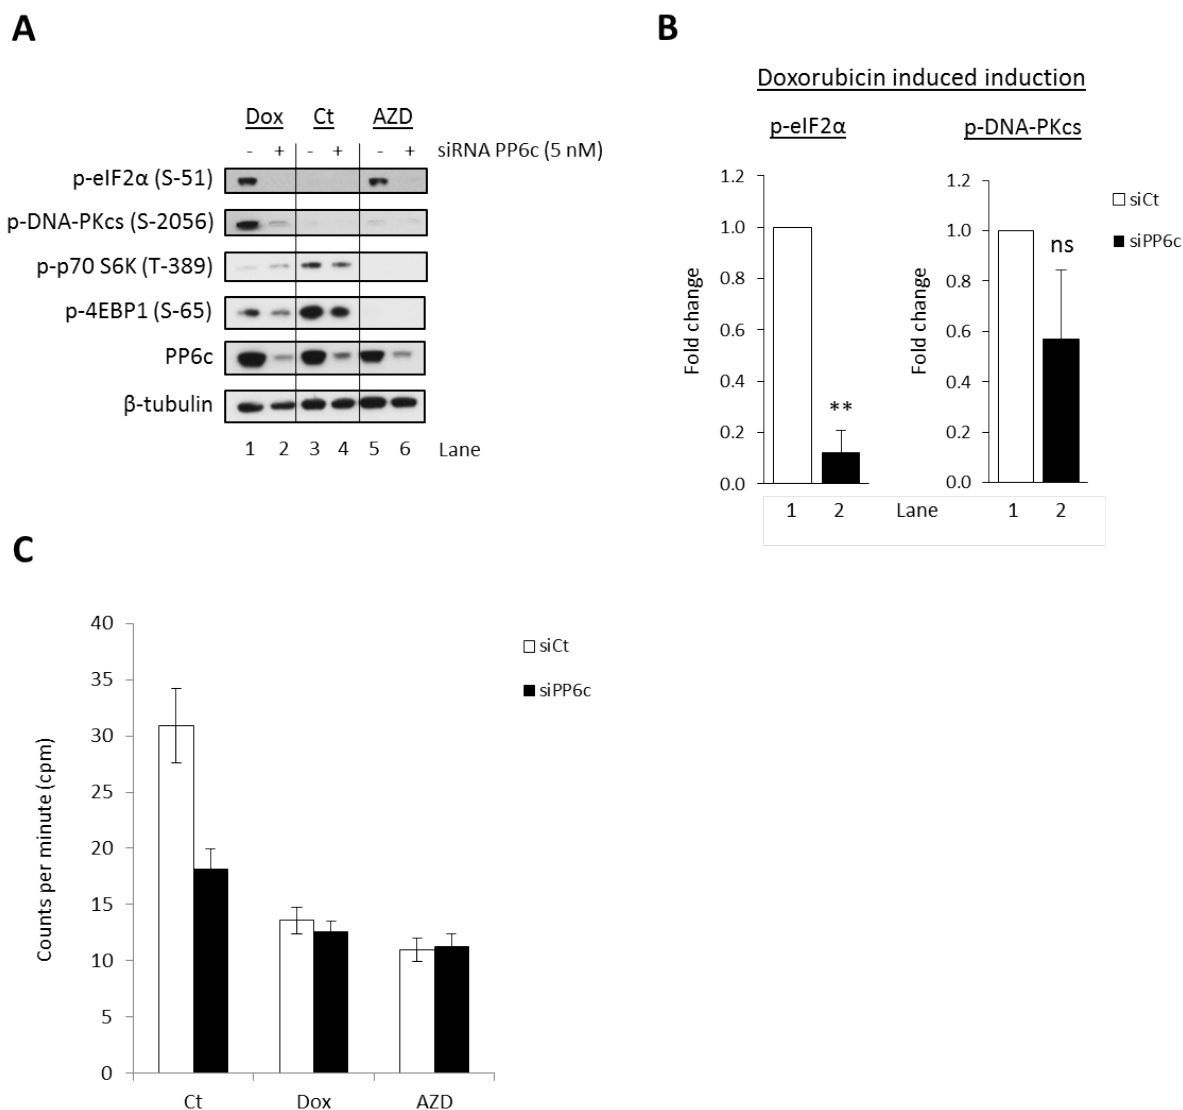 A
Dox Ct AZD
- + - + - + siRNA PP6c (5 nM)
p-eIF2α (S-51)
p-DNA-PKcs (S-2056)
p-p70 S6K (T-389)
p-4EBP1 (S-65)
PP6c
β-tubulin
1 2 3 4 5 6 Lane
B
Doxorubicin induced induction
p-eIF2α
Fold change
1.2
1.0
0.8
0.6
0.4
0.2
0.0
**
1 2 Lane
p-DNA-PKcs
Fold change
1.2
1.0
0.8
0.6
0.4
0.2
0.0
ns
1 2
siCt
siPP6c
C
Counts per minute (cpm)
40
35
30
25
20
15
10
5
0
Ct Dox AZD
siCt
siPP6c